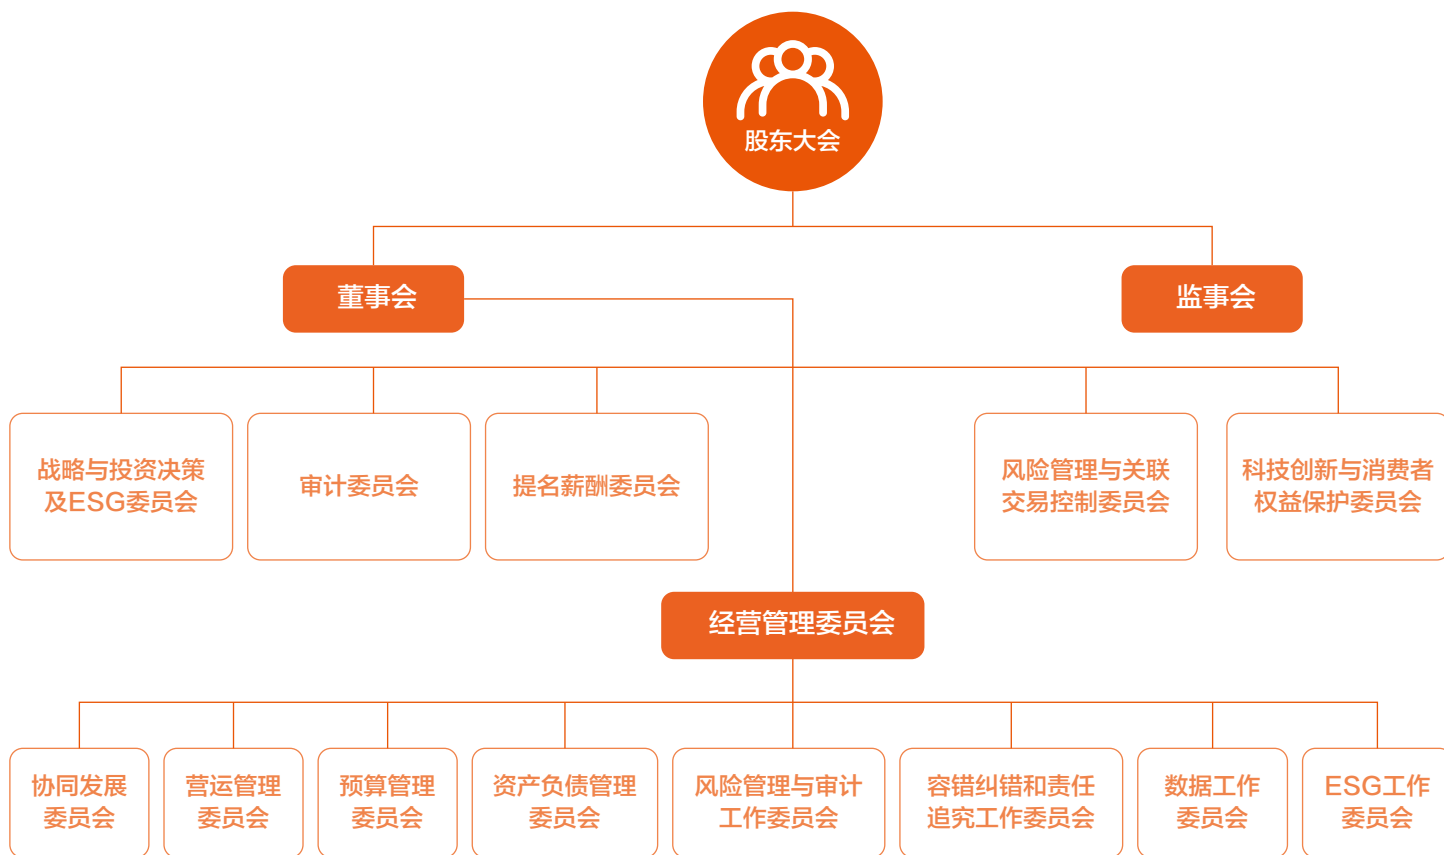 股东大会
董事会
监事会
战略与投资决策
及ESG委员会
审计委员会
提名薪酬委员会
风险管理与关联
交易控制委员会
科技创新与消费者
权益保护委员会
经营管理委员会
协同发展
委员会
营运管理
委员会
预算管理
委员会
资产负债管理
委员会
风险管理与审计
工作委员会
容错纠错和责任
追究工作委员会
数据工作
委员会
ESG工作
委员会